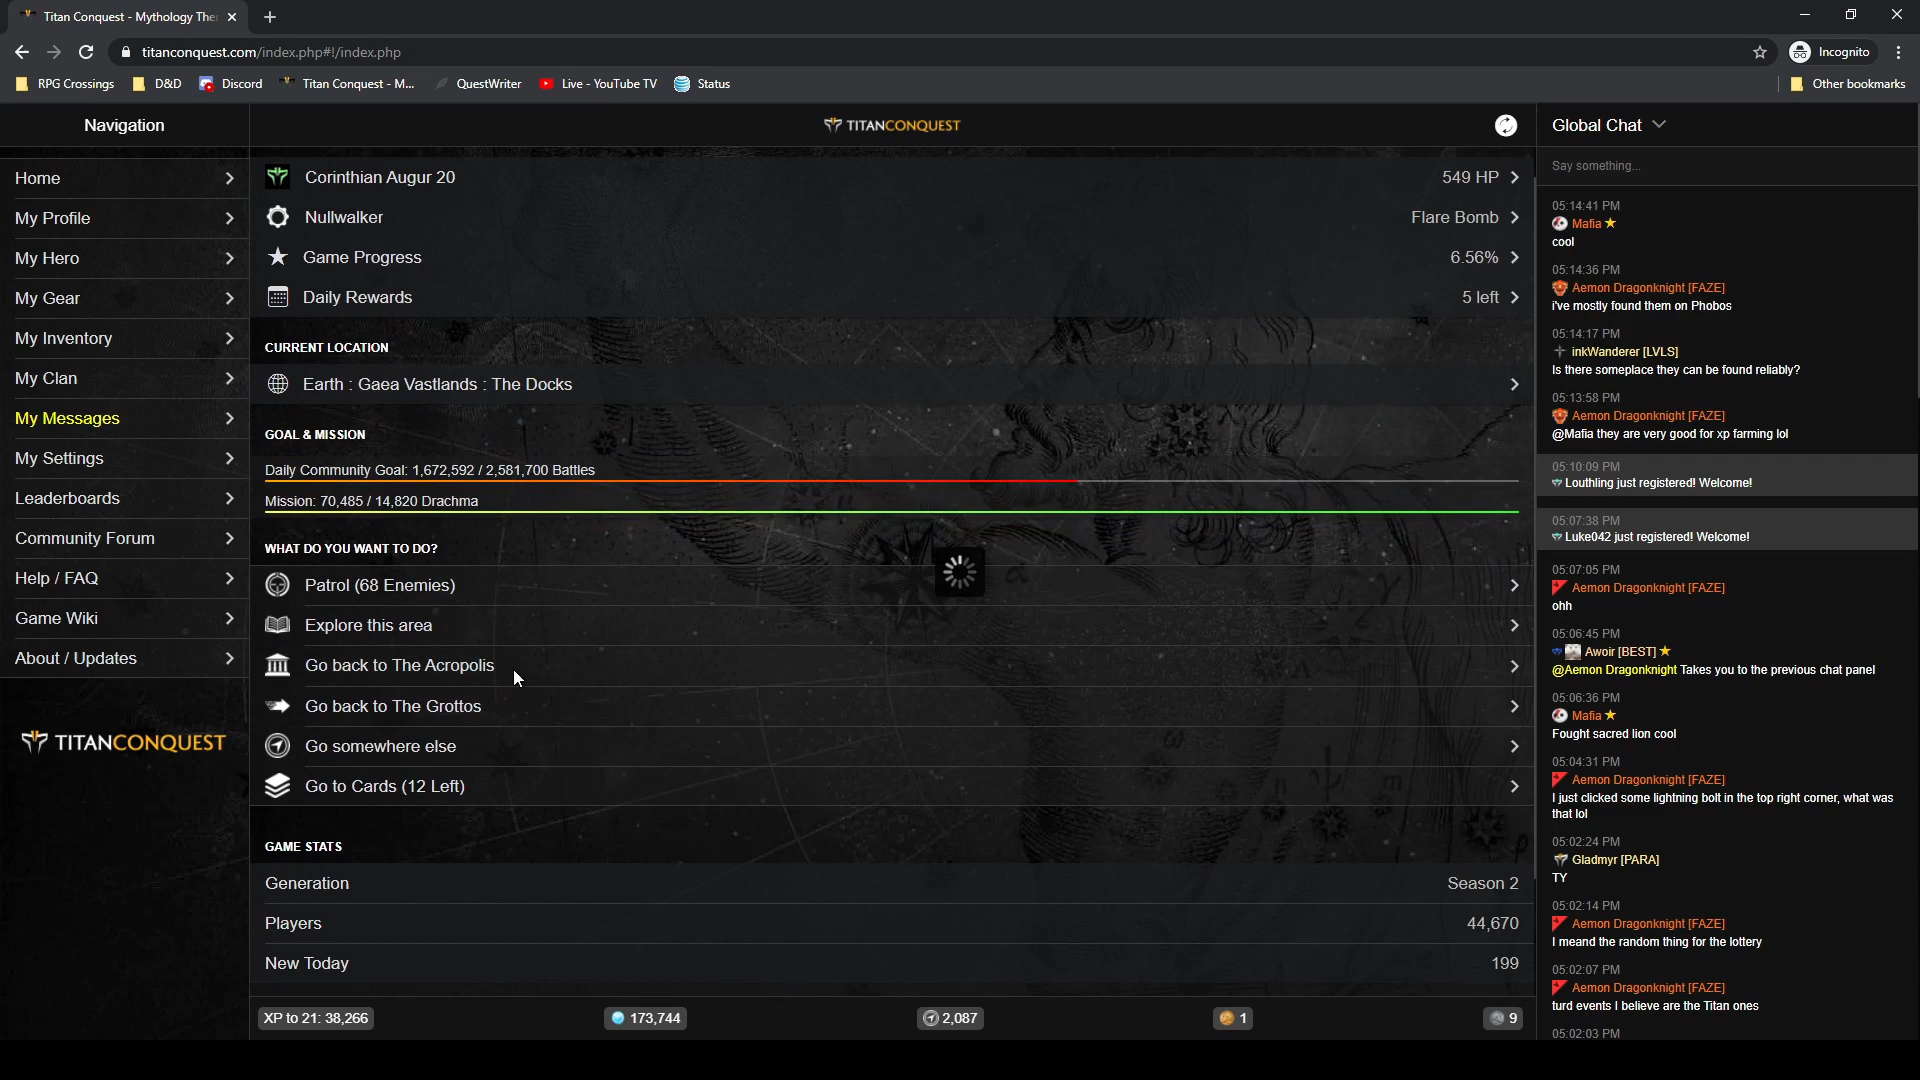 Titan Conquest - Mythology The
titanconquest.com/index.php#!/index.php
Incognito
RPG Crossings
D&D
Discord
Titan Conquest - M...
QuestWriter
Live - YouTube TV
Status
Other bookmarks
Navigation
Home
My Profile
My Hero
My Gear
My Inventory
My Clan
My Messages
My Settings
Leaderboards
Community Forum
Help / FAQ
Game Wiki
About / Updates
TITANCONQUEST
TITANCONQUEST
Corinthian Augur 20 549 HP
Nullwalker Flare Bomb
Game Progress 6.56%
Daily Rewards 5 left
CURRENT LOCATION
Earth : Gaea Vastlands : The Docks
GOAL & MISSION
Daily Community Goal: 1,672,592 / 2,581,700 Battles
Mission: 70,485 / 14,820 Drachma
WHAT DO YOU WANT TO DO?
Patrol (68 Enemies)
Explore this area
Go back to The Acropolis
Go back to The Grottos
Go somewhere else
Go to Cards (12 Left)
GAME STATS
Generation Season 2
Players 44,670
New Today 199
XP to 21: 38,266 173,744 2,087 1 9
Global Chat
Say something...
05:14:41 PM
Mafia
cool
05:14:36 PM
Aemon Dragonknight [FAZE]
i've mostly found them on Phobos
05:14:17 PM
inkWanderer [LVLS]
Is there someplace they can be found reliably?
05:13:58 PM
Aemon Dragonknight [FAZE]
@Mafia they are very good for xp farming lol
05:10:09 PM
Louthling just registered! Welcome!
05:07:38 PM
Luke042 just registered! Welcome!
05:07:05 PM
Aemon Dragonknight [FAZE]
ohh
05:06:45 PM
Awoir [BEST]
@Aemon Dragonknight Takes you to the previous chat panel
05:06:36 PM
Mafia
Fought sacred lion cool
05:04:31 PM
Aemon Dragonknight [FAZE]
I just clicked some lightning bolt in the top right corner, what was
that lol
05:02:24 PM
Gladmyr [PARA]
TY
05:02:14 PM
Aemon Dragonknight [FAZE]
I meand the random thing for the lottery
05:02:07 PM
Aemon Dragonknight [FAZE]
turd events I believe are the Titan ones
05:02:03 PM